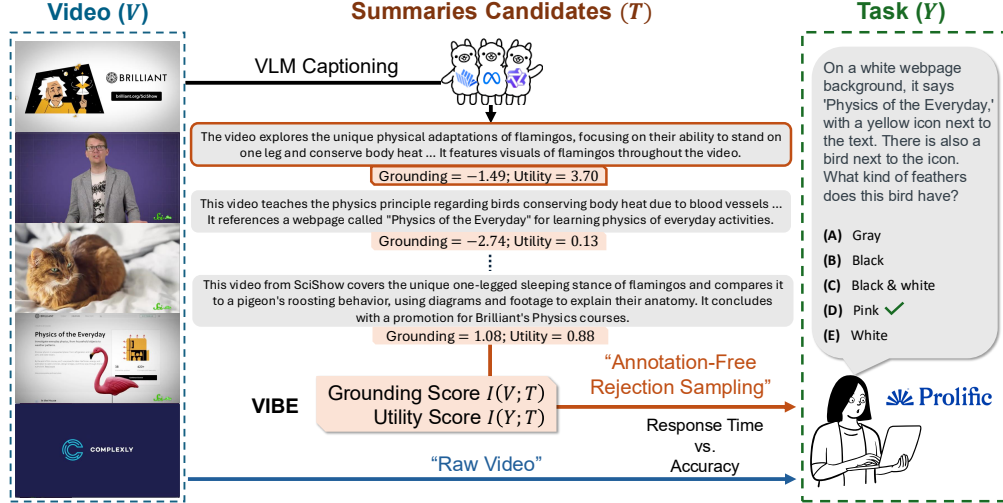 Video (V)
Summaries Candidates (T)
Task (Y)
BRILLIANT
brilliant.org/SciShow
Sci
Sci
Physics of the Everyday
Sci
COMPLEXLY
VLM Captioning
The video explores the unique physical adaptations of flamingos, focusing on their ability to stand on
one leg and conserve body heat ... It features visuals of flamingos throughout the video.
Grounding = −1.49; Utility = 3.70
This video teaches the physics principle regarding birds conserving body heat due to blood vessels ...
It references a webpage called "Physics of the Everyday" for learning physics of everyday activities.
Grounding = −2.74; Utility = 0.13
This video from SciShow covers the unique one-legged sleeping stance of flamingos and compares it
to a pigeon's roosting behavior, using diagrams and footage to explain their anatomy. It concludes
with a promotion for Brilliant's Physics courses.
Grounding = 1.08; Utility = 0.88
VIBE
Grounding Score I(V; T)
Utility Score I(Y; T)
“Annotation-Free
Rejection Sampling”
Response Time
vs.
Accuracy
“Raw Video”
On a white webpage
background, it says
'Physics of the Everyday,'
with a yellow icon next to
the text. There is also a
bird next to the icon.
What kind of feathers
does this bird have?
(A) Gray
(B) Black
(C) Black & white
(D) Pink
(E) White
Prolific